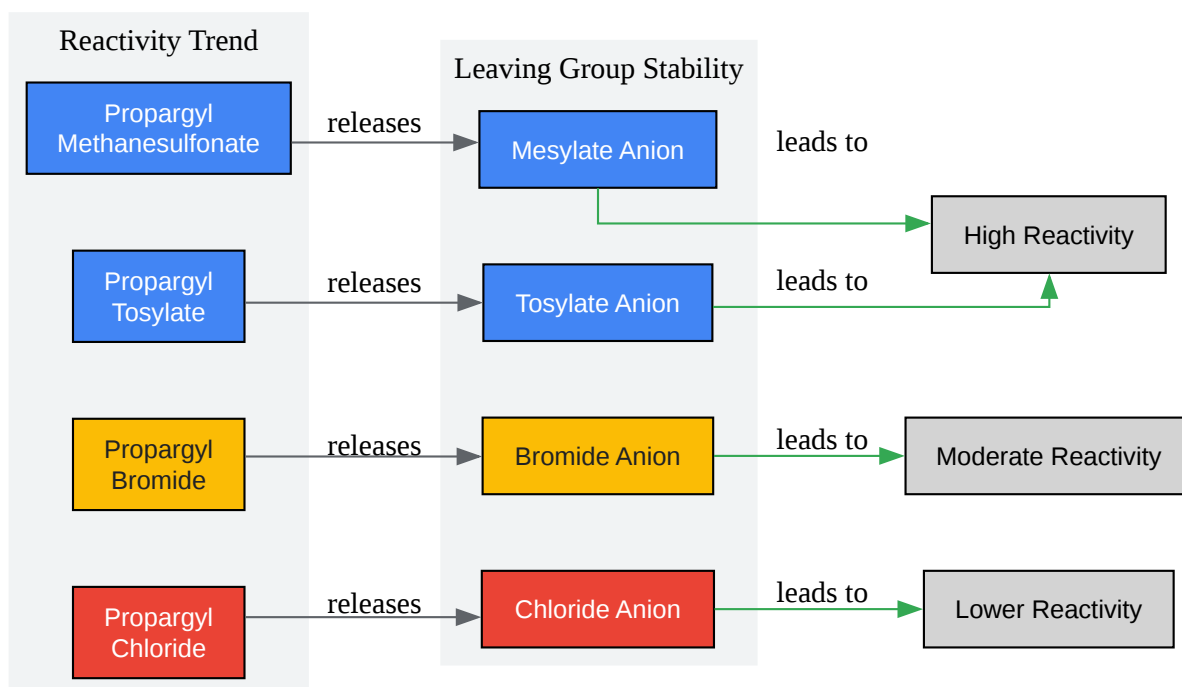 Reactivity Trend
Leaving Group Stability
Propargyl
Methanesulfonate
releases
Mesylate Anion
leads to
High Reactivity
Propargyl
Tosylate
releases
Tosylate Anion
leads to
Propargyl
Bromide
releases
Bromide Anion
leads to
Moderate Reactivity
Propargyl
Chloride
releases
Chloride Anion
leads to
Lower Reactivity